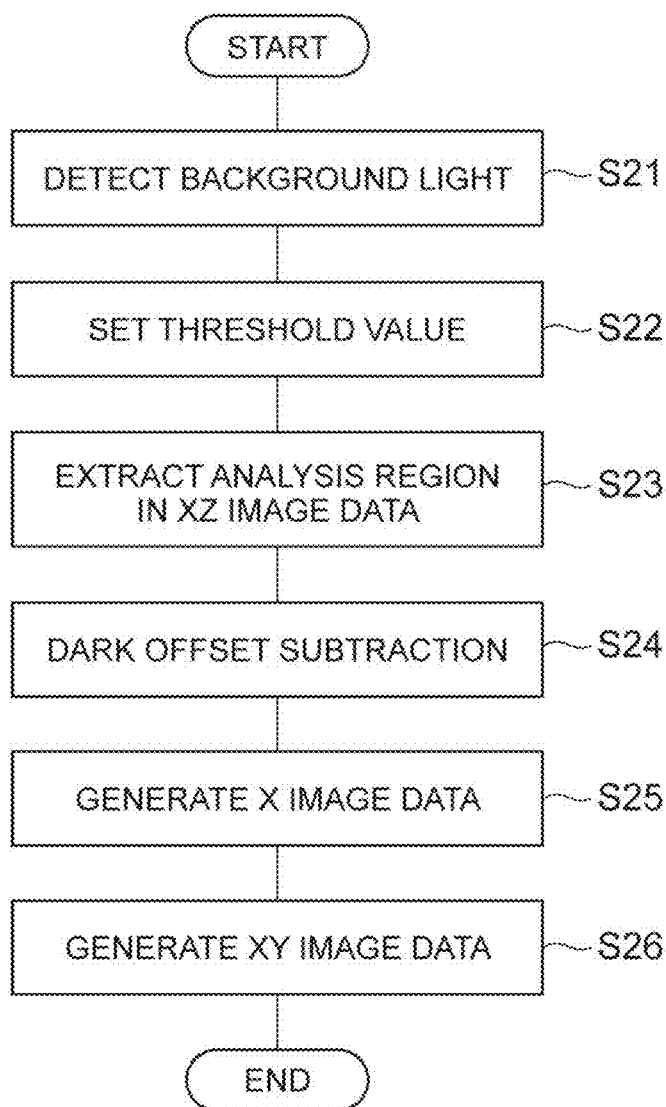 START
DETECT BACKGROUND LIGHT
S21
SET THRESHOLD VALUE
S22
EXTRACT ANALYSIS REGION
IN XZ IMAGE DATA
S23
DARK OFFSET SUBTRACTION
S24
GENERATE X IMAGE DATA
S25
GENERATE XY IMAGE DATA
S26
END